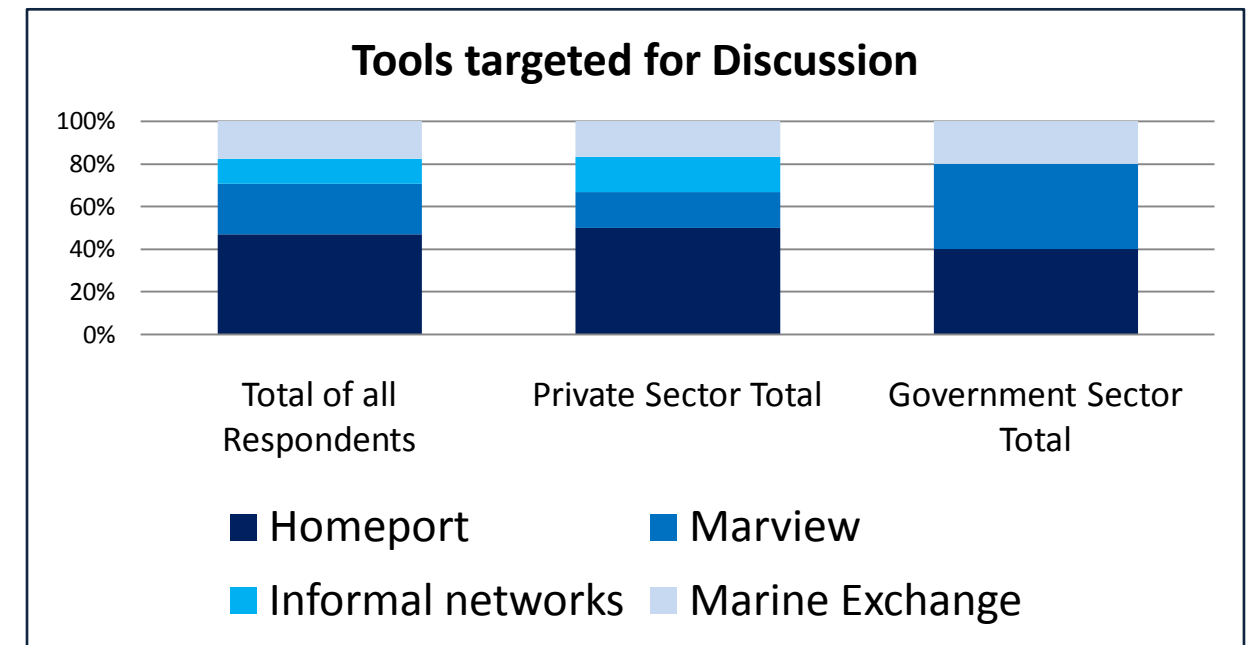 Tools targeted for Discussion
100%
80%
60%
40%
20%
0%
Total of all
Respondents
Private Sector Total
Government Sector
Total
Homeport
Marview
Informal networks
Marine Exchange